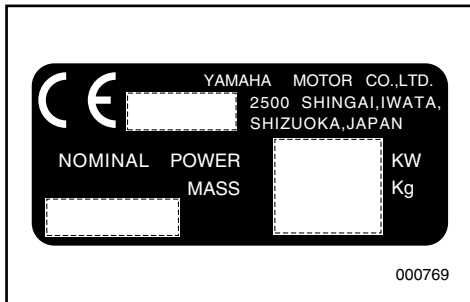 CE YAMAHA MOTOR CO.,LTD.
2500 SHINGAI,IWATA,
SHIZUOKA,JAPAN
NOMINAL POWER KW
MASS Kg
000769